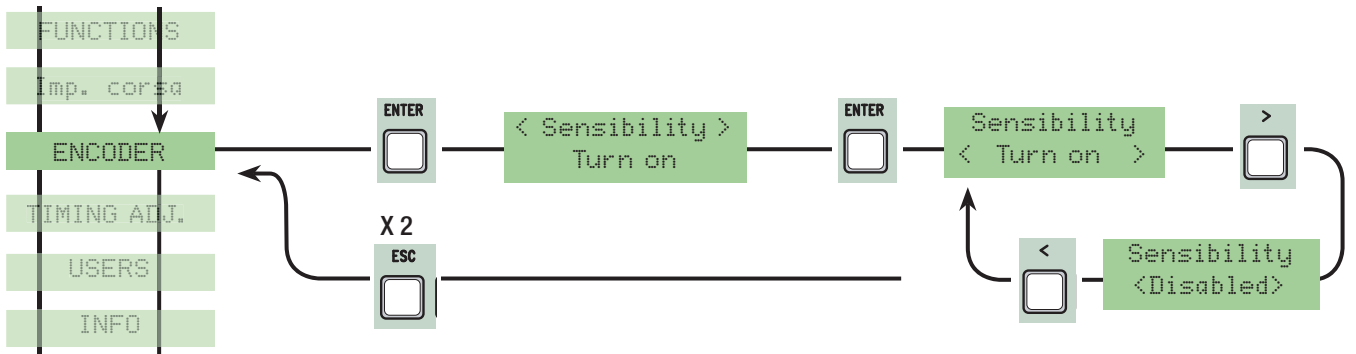 FUNCTIONS
Imp. corsa
ENCODER
TIMING ADJ.
USERS
INFO
ENTER
< Sensibility >
Turn on
ENTER
Sensibility
< Turn on >
>
X 2
ESC
<
Sensibility
<Disabled>